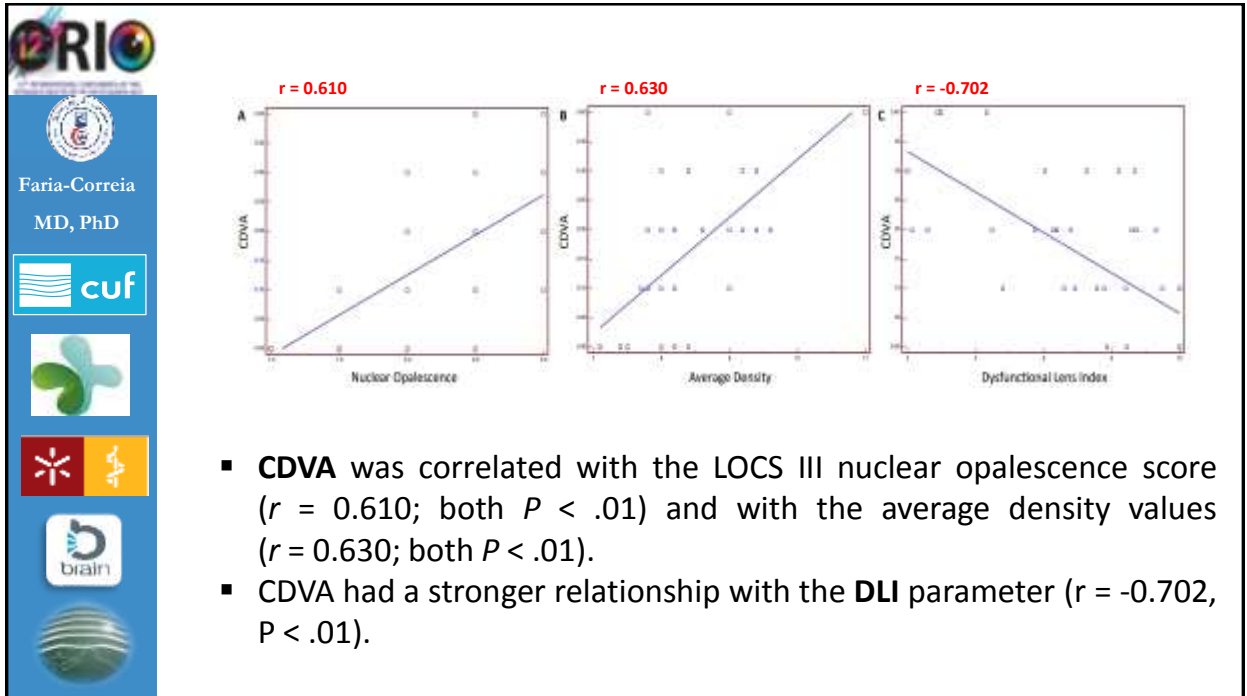 ORIO
Faria-Correia
MD, PhD
cuf
brain
r = 0.610
r = 0.630
r = -0.702
A
B
C
CDVA
CDVA
CDVA
Nuclear Opalescence
Average Density
Dysfunctional Lens Index
▪ CDVA was correlated with the LOCS III nuclear opalescence score
(r = 0.610; both P < .01) and with the average density values
(r = 0.630; both P < .01).
▪ CDVA had a stronger relationship with the DLI parameter (r = -0.702,
P < .01).